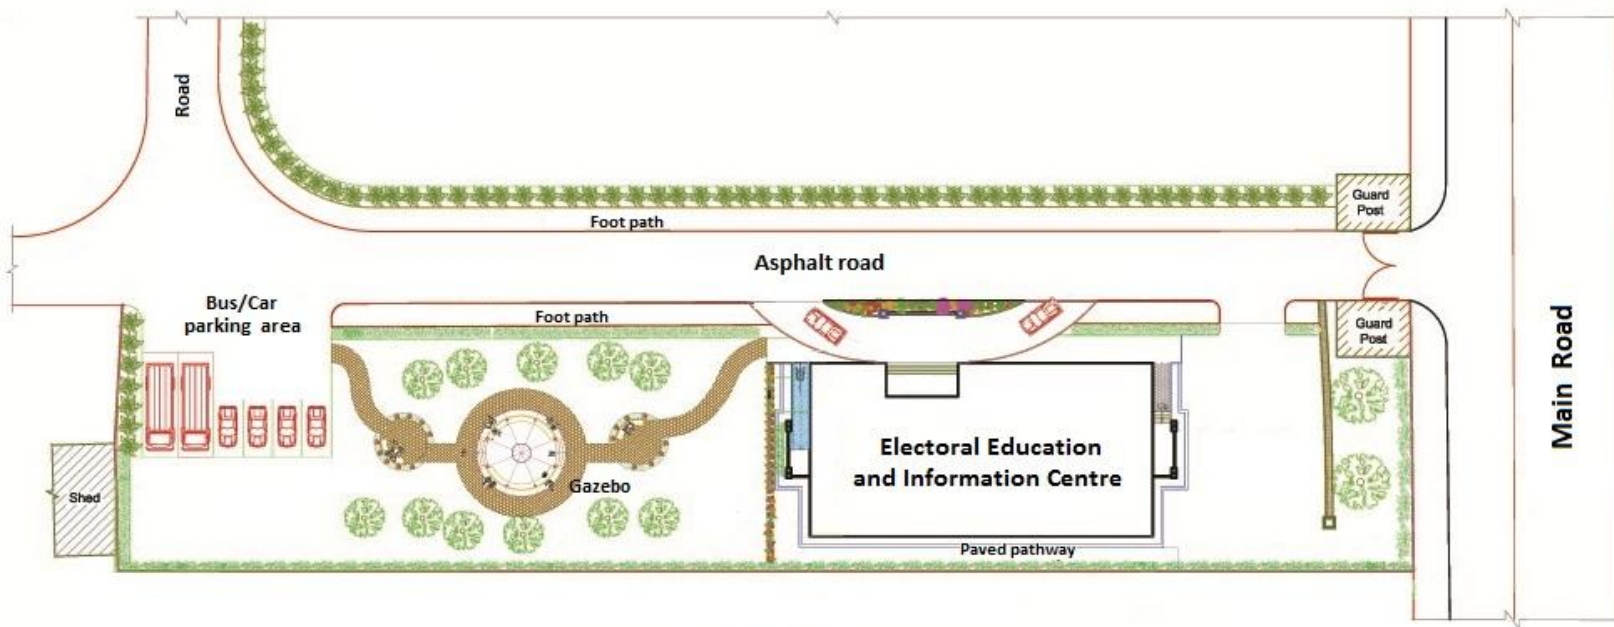 Road
Guard
Post
Foot path
Asphalt road
Bus/Car
parking area
Foot path
Guard
Post
Main Road
Electoral Education
and Information Centre
Gazebo
Shed
Paved pathway